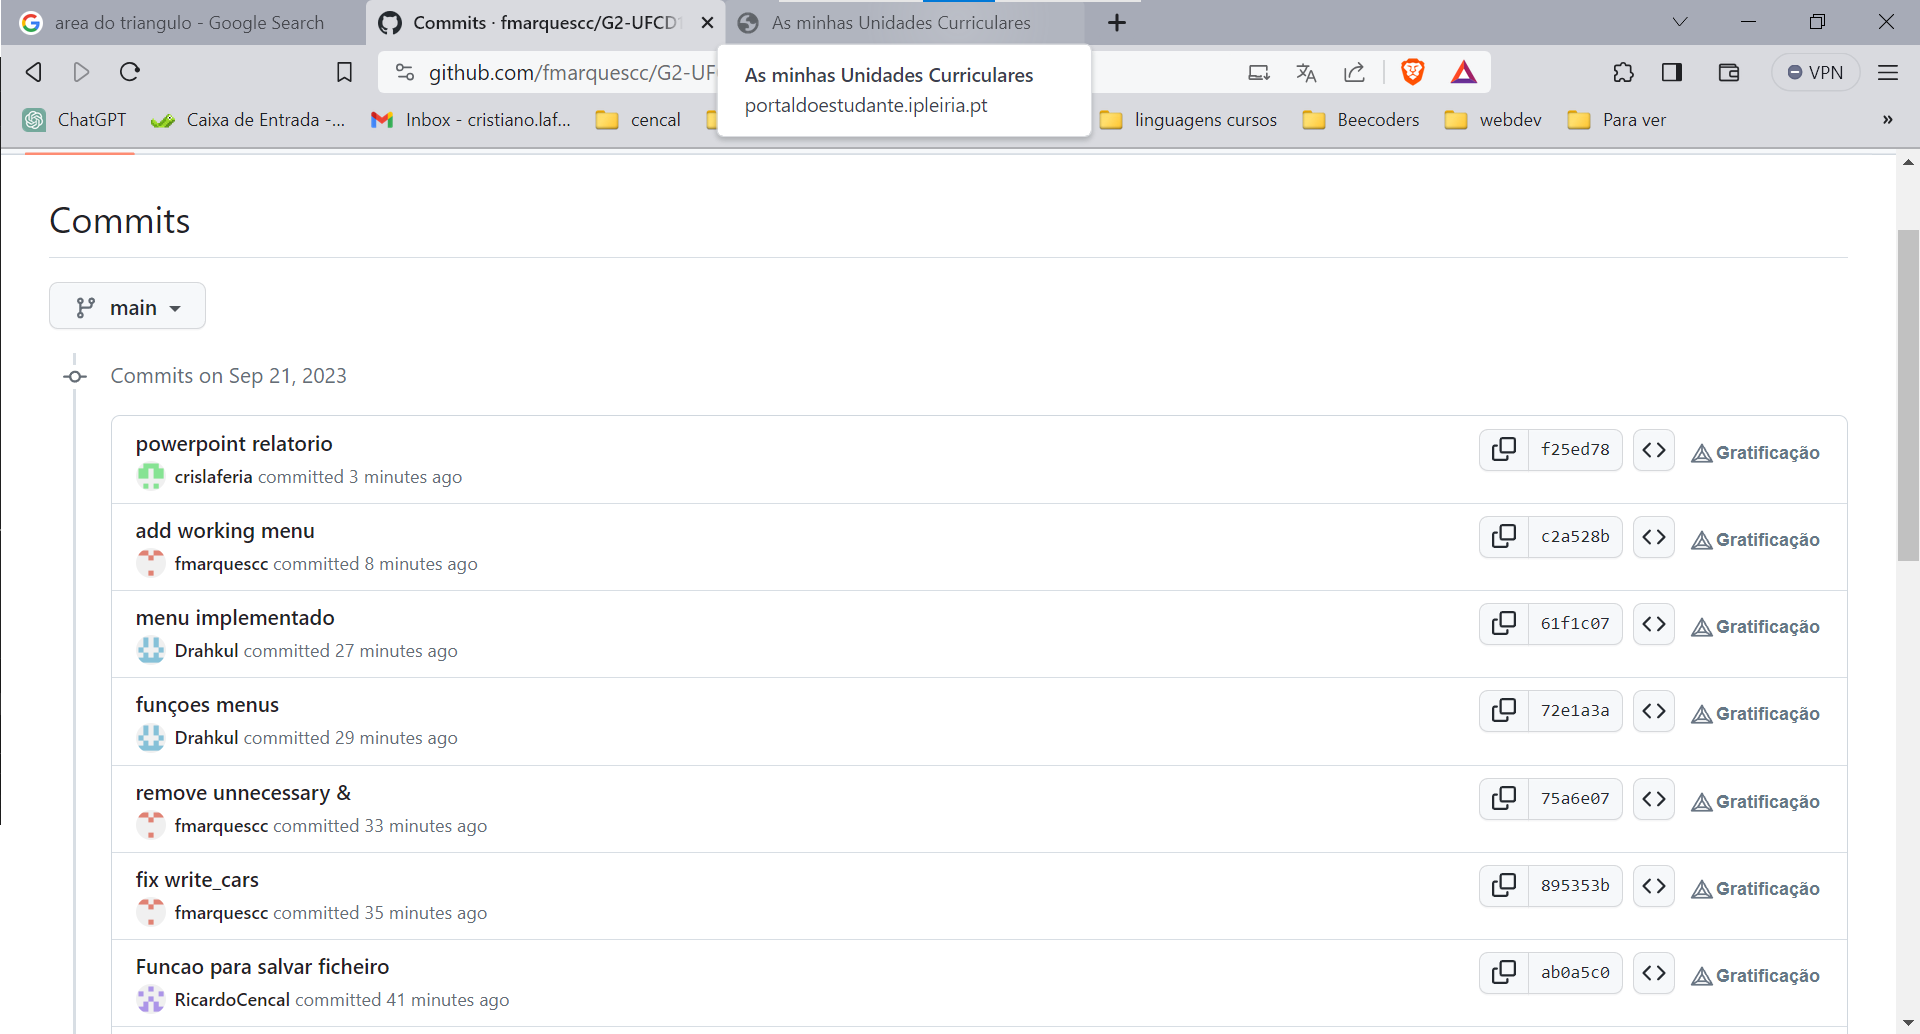 area do triangulo - Google Search
Commits · fmarquescc/G2-UFCD1
As minhas Unidades Curriculares
github.com/fmarquescc/G2-UF
As minhas Unidades Curriculares
portaldoestudante.ipleiria.pt
VPN
ChatGPT
Caixa de Entrada -...
Inbox - cristiano.laf...
cencal
linguagens cursos
Beecoders
webdev
Para ver
»
Commits
main
Commits on Sep 21, 2023
powerpoint relatorio
crislaferia committed 3 minutes ago
f25ed78
Gratificação
add working menu
fmarquescc committed 8 minutes ago
c2a528b
Gratificação
menu implementado
Drahkul committed 27 minutes ago
61f1c07
Gratificação
funçoes menus
Drahkul committed 29 minutes ago
72e1a3a
Gratificação
remove unnecessary &
fmarquescc committed 33 minutes ago
75a6e07
Gratificação
fix write_cars
fmarquescc committed 35 minutes ago
895353b
Gratificação
Funcao para salvar ficheiro
RicardoCencal committed 41 minutes ago
ab0a5c0
Gratificação